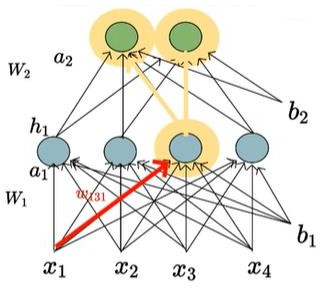 W₂ a₂
b₂
h₁
a₁
W₁ w₁₃₁
b₁
x₁ x₂ x₃ x₄